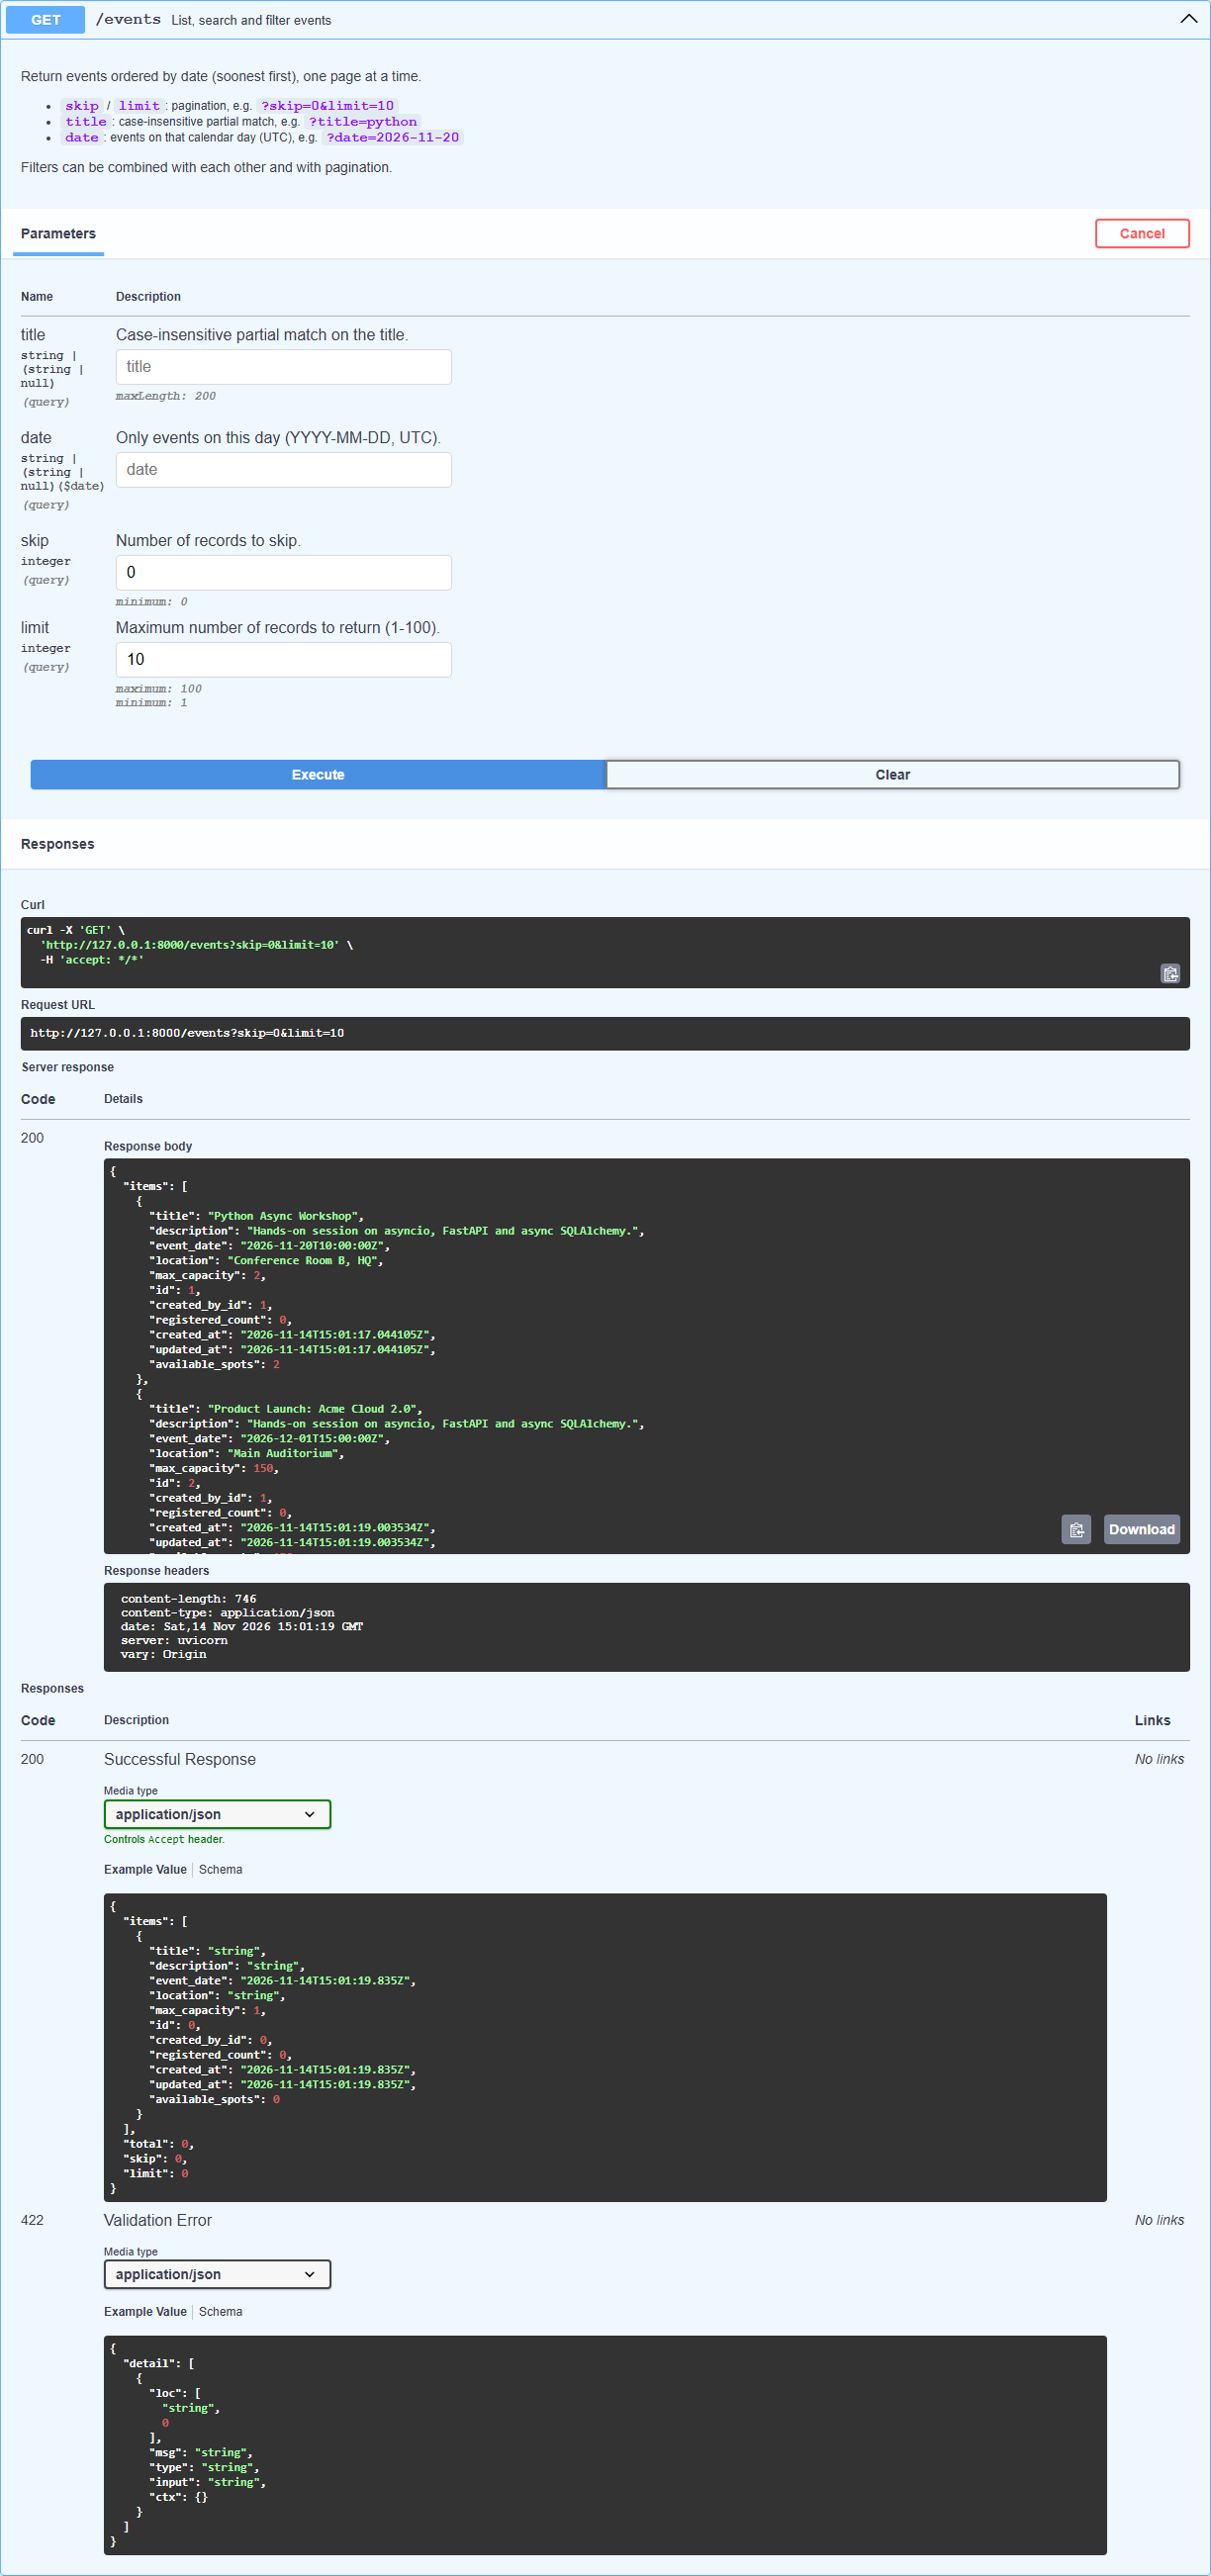 GET /events List, search and filter events
Return events ordered by date (soonest first), one page at a time.
skip / limit : pagination, e.g. ?skip=0&limit=10
title : case-insensitive partial match, e.g. ?title=python
date : events on that calendar day (UTC), e.g. ?date=2026-11-20
Filters can be combined with each other and with pagination.
Parameters Cancel
Name Description
title Case-insensitive partial match on the title.
string |
(string |
null)
(query)
title
maxLength: 200
date Only events on this day (YYYY-MM-DD, UTC).
string |
(string |
null)($date)
(query)
date
skip Number of records to skip.
integer
(query)
0
minimum: 0
limit Maximum number of records to return (1-100).
integer
(query)
10
maximum: 100
minimum: 1
Execute Clear
Responses
Curl
curl -X 'GET' \
'http://127.0.0.1:8000/events?skip=0&limit=10' \
-H 'accept: */*'
Request URL
http://127.0.0.1:8000/events?skip=0&limit=10
Server response
Code Details
200
Response body
{
"items": [
{
"title": "Python Async Workshop",
"description": "Hands-on session on asyncio, FastAPI and async SQLAlchemy.",
"event_date": "2026-11-20T10:00:00Z",
"location": "Conference Room B, HQ",
"max_capacity": 2,
"id": 1,
"created_by_id": 1,
"registered_count": 0,
"created_at": "2026-11-14T15:01:17.044105Z",
"updated_at": "2026-11-14T15:01:17.044105Z",
"available_spots": 2
},
{
"title": "Product Launch: Acme Cloud 2.0",
"description": "Hands-on session on asyncio, FastAPI and async SQLAlchemy.",
"event_date": "2026-12-01T15:00:00Z",
"location": "Main Auditorium",
"max_capacity": 150,
"id": 2,
"created_by_id": 1,
"registered_count": 0,
"created_at": "2026-11-14T15:01:19.003534Z",
"updated_at": "2026-11-14T15:01:19.003534Z",
Download
Response headers
content-length: 746
content-type: application/json
date: Sat,14 Nov 2026 15:01:19 GMT
server: uvicorn
vary: Origin
Responses
Code Description Links
200 Successful Response No links
Media type
application/json
Controls Accept header.
Example Value Schema
{
"items": [
{
"title": "string",
"description": "string",
"event_date": "2026-11-14T15:01:19.835Z",
"location": "string",
"max_capacity": 1,
"id": 0,
"created_by_id": 0,
"registered_count": 0,
"created_at": "2026-11-14T15:01:19.835Z",
"updated_at": "2026-11-14T15:01:19.835Z",
"available_spots": 0
}
],
"total": 0,
"skip": 0,
"limit": 0
}
422 Validation Error No links
Media type
application/json
Example Value Schema
{
"detail": [
{
"loc": [
"string",
0
],
"msg": "string",
"type": "string",
"input": "string",
"ctx": {}
}
]
}